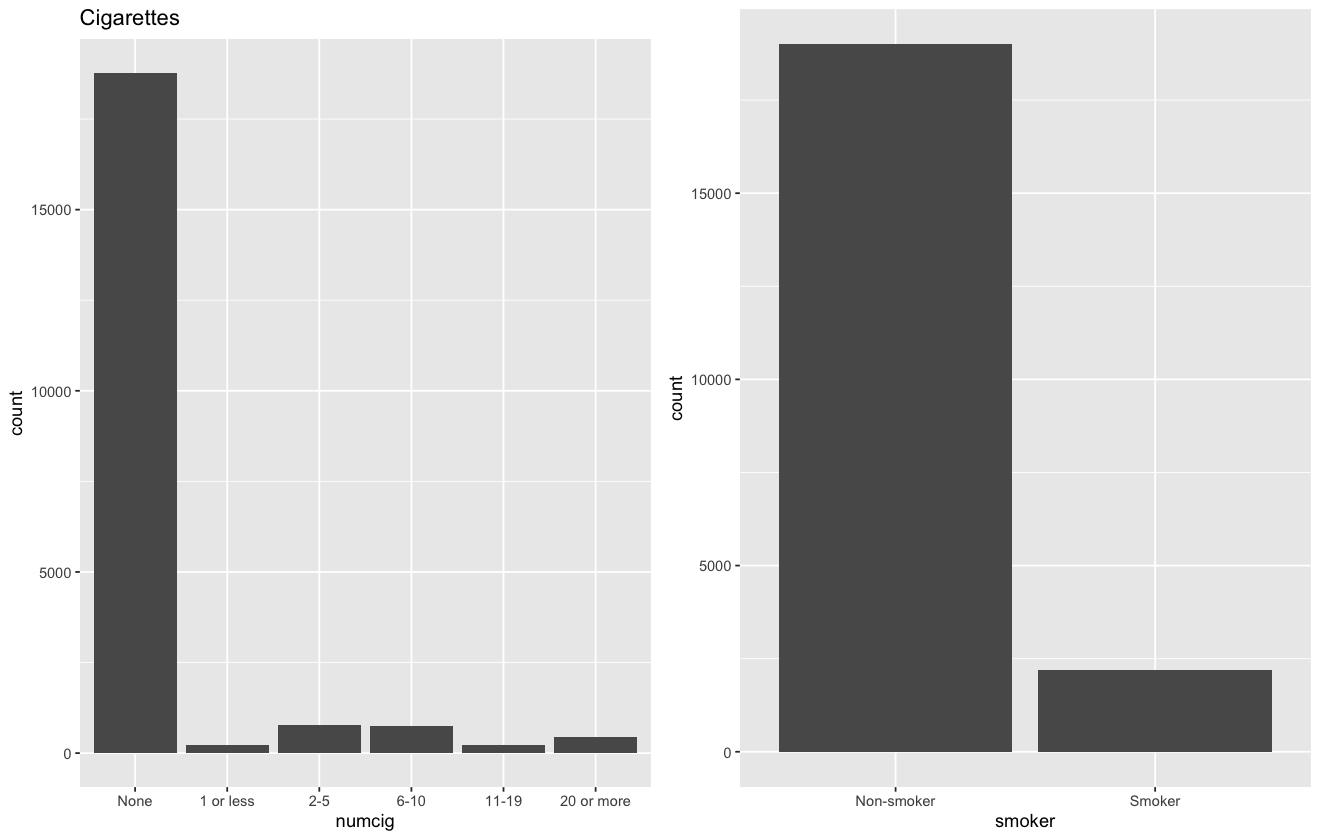 Cigarettes
count
15000
10000
5000
0
None 1 or less 2-5 6-10 11-19 20 or more
numcig
count
15000
10000
5000
0
Non-smoker Smoker
smoker